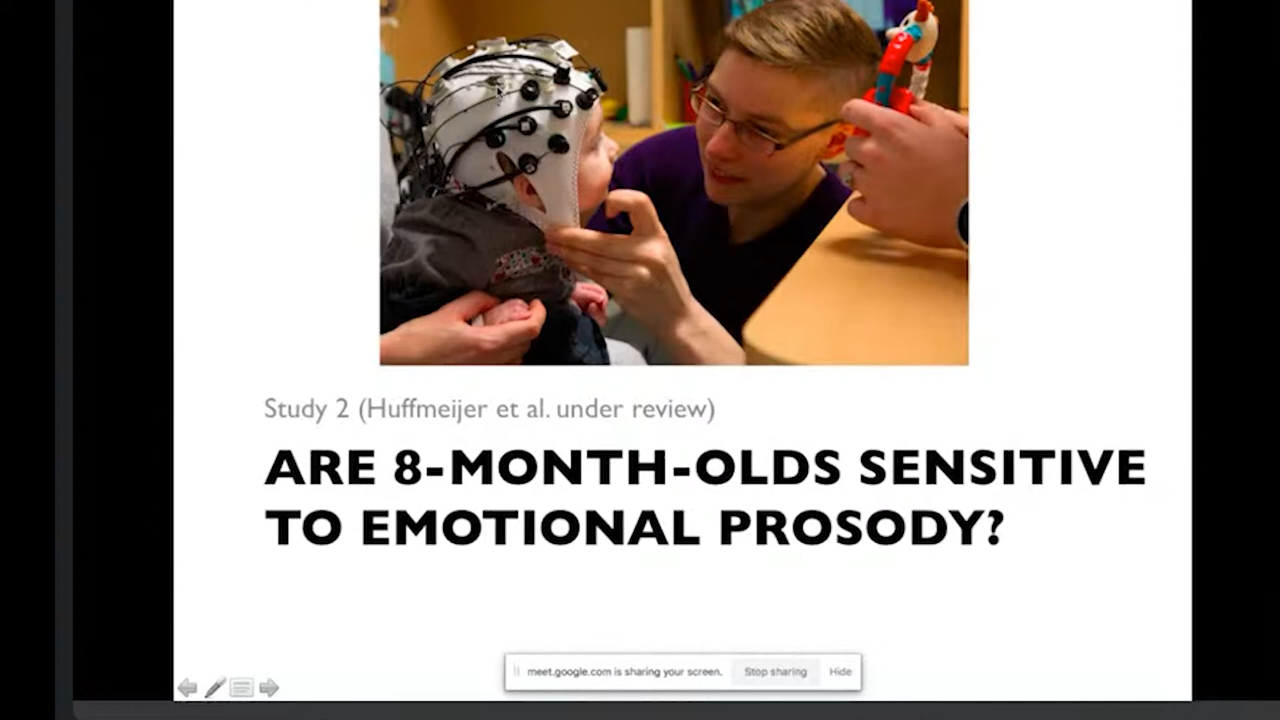 Study 2 (Huffmeijer et al. under review)
ARE 8-MONTH-OLDS SENSITIVE
TO EMOTIONAL PROSODY?
meet.google.com is sharing your screen. Stop sharing Hide